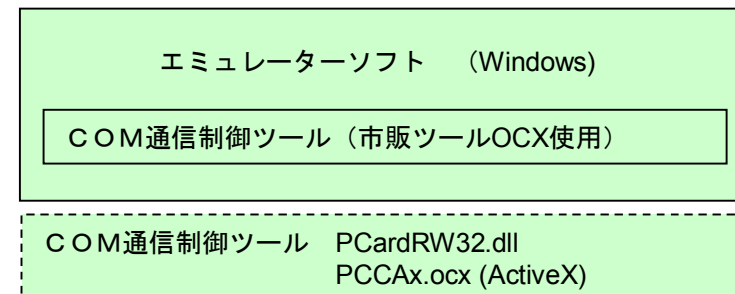 エミュレーターソフト　（Windows)
ＣＯＭ通信制御ツール（市販ツールOCX使用）
ＣＯＭ通信制御ツール　PCardRW32.dll
PCCAx.ocx (ActiveX)